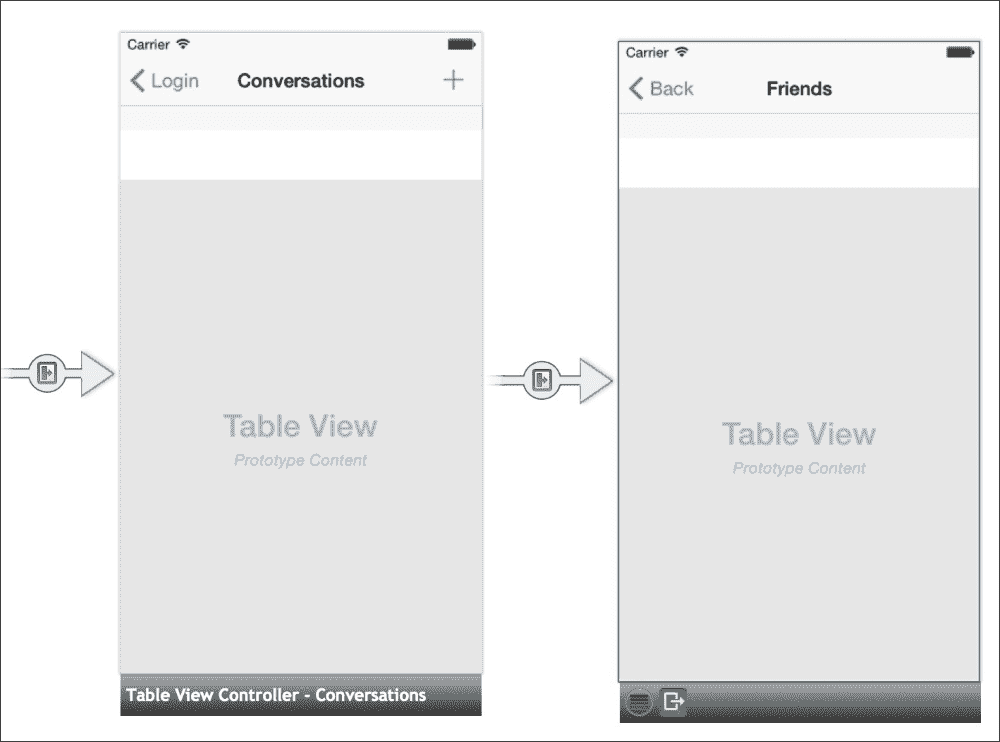 Carrier
Login
Conversations
Table View
Prototype Content
Table View Controller - Conversations
Carrier
Back
Friends
Table View
Prototype Content